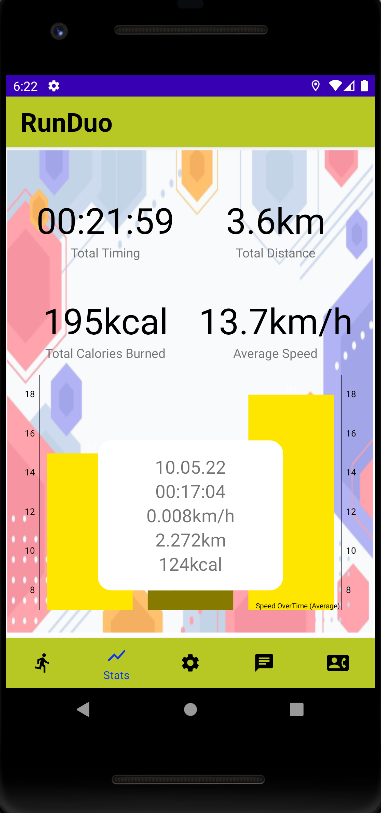 6:22
RunDuo
00:21:59
3.6km
Total Timing
Total Distance
195kcal
13.7km/h
Total Calories Burned
Average Speed
18
18
16
16
14
14
12
12
10
10
8
8
10.05.22
00:17:04
0.008km/h
2.272km
124kcal
Speed OverTime (Average)
Stats